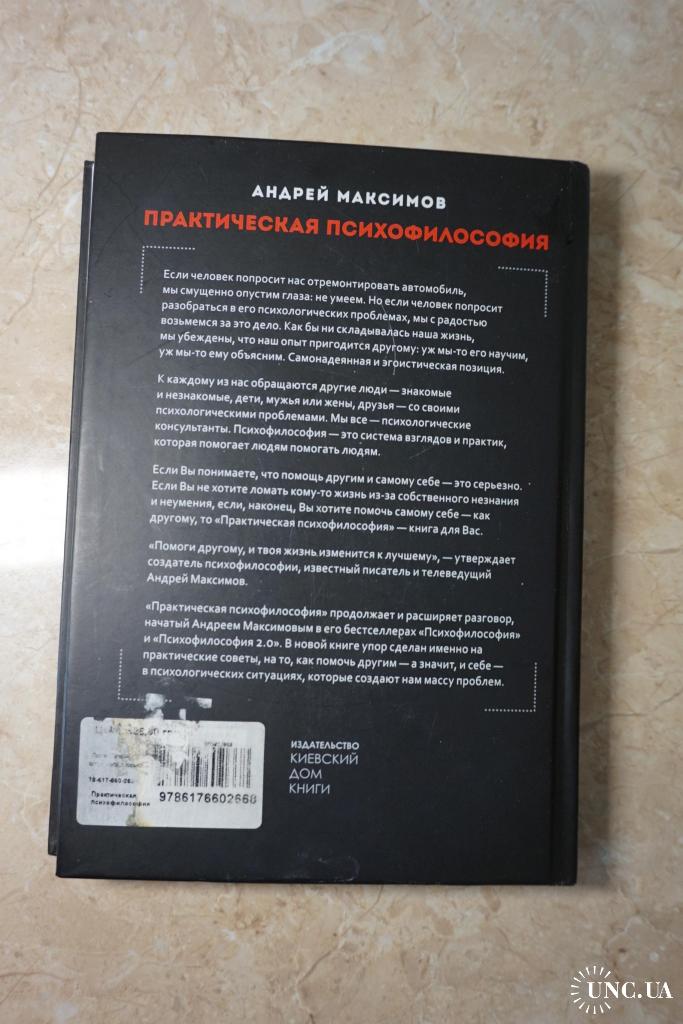 АНДРЕЙ МАКСИМОВ
ПРАКТИЧЕСКАЯ ПСИХОФИЛОСОФИЯ
Если человек попросит нас отремонтировать автомобиль,
мы смущенно опустим глаза: не умеем. Но если человек попросит
разобраться в его психологических проблемах, мы с радостью
возьмемся за это дело. Как бы ни складывалась наша жизнь,
мы убеждены, что наш опыт пригодится другому: уж мы-то его научим,
уж мы-то ему объясним. Самонадеянная и эгоистическая позиция.
К каждому из нас обращаются другие люди — знакомые
и незнакомые, дети, мужья или жены, друзья — со своими
психологическими проблемами. Мы все — психологические
консультанты. Психофилософия — это система взглядов и практик,
которая помогает людям помогать людям.
Если Вы понимаете, что помощь другим и самому себе — это серьезно.
Если Вы не хотите ломать кому-то жизнь из-за собственного незнания
и неумения, если, наконец, Вы хотите помочь самому себе — как
другому, то «Практическая психофилософия» — книга для Вас.
«Помоги другому, и твоя жизнь изменится к лучшему», — утверждает
создатель психофилософии, известный писатель и телеведущий
Андрей Максимов.
«Практическая психофилософия» продолжает и расширяет разговор,
начатый Андреем Максимовым в его бестселлерах «Психофилософия»
и «Психофилософия 2.0». В новой книге упор сделан именно на
практические советы, на то, как помочь другим — а значит, и себе —
в психологических ситуациях, которые создают нам массу проблем.
Практическая
психофилософия
9786176602668
ИЗДАТЕЛЬСТВО
КИЕВСКИЙ
ДОМ
КНИГИ
UNC.UA